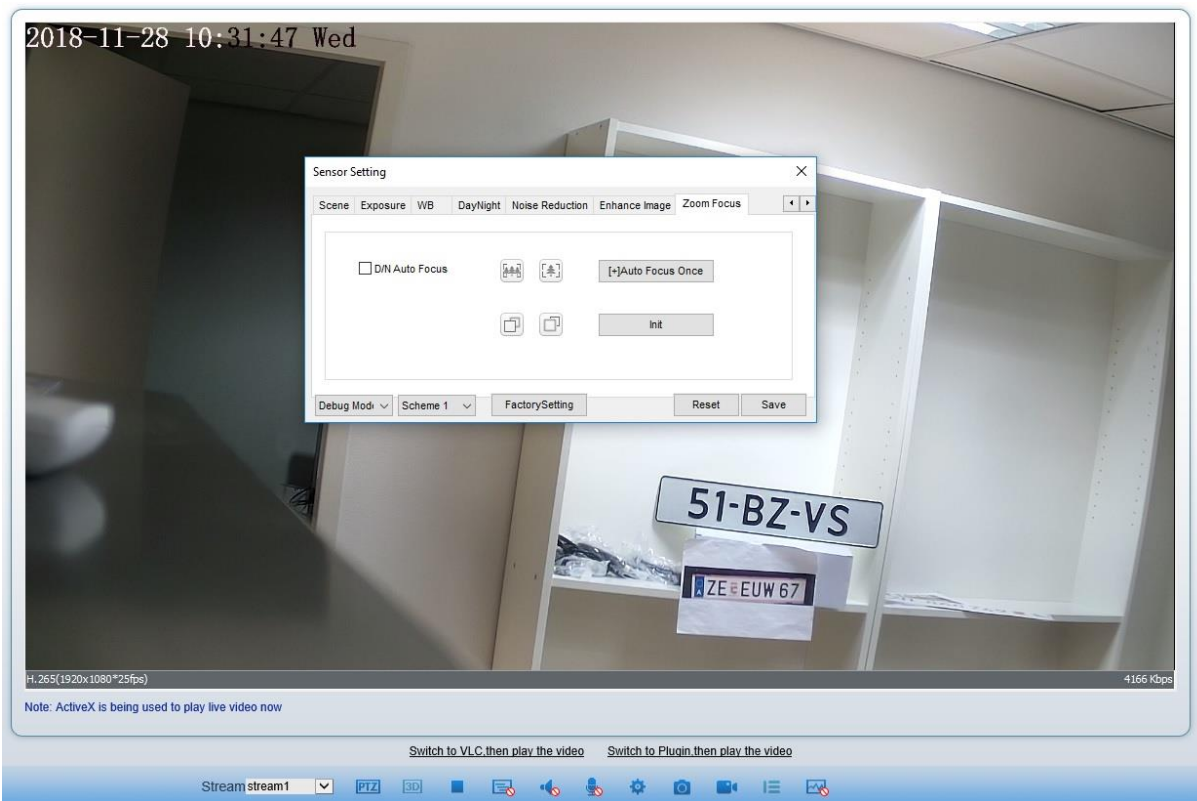 2018-11-28 10:31:47 Wed
Sensor Setting
Scene Exposure WB DayNight Noise Reduction Enhance Image Zoom Focus
D/N Auto Focus
[+]Auto Focus Once
Init
Debug Mod
Scheme 1
FactorySetting
Reset
Save
51-BZ-VS
ZE EUW 67
H.265(1920x1080*25fps)
4166 Kbps
Note: ActiveX is being used to play live video now
Switch to VLC,then play the video
Switch to Plugin,then play the video
Stream stream1
PTZ
3D